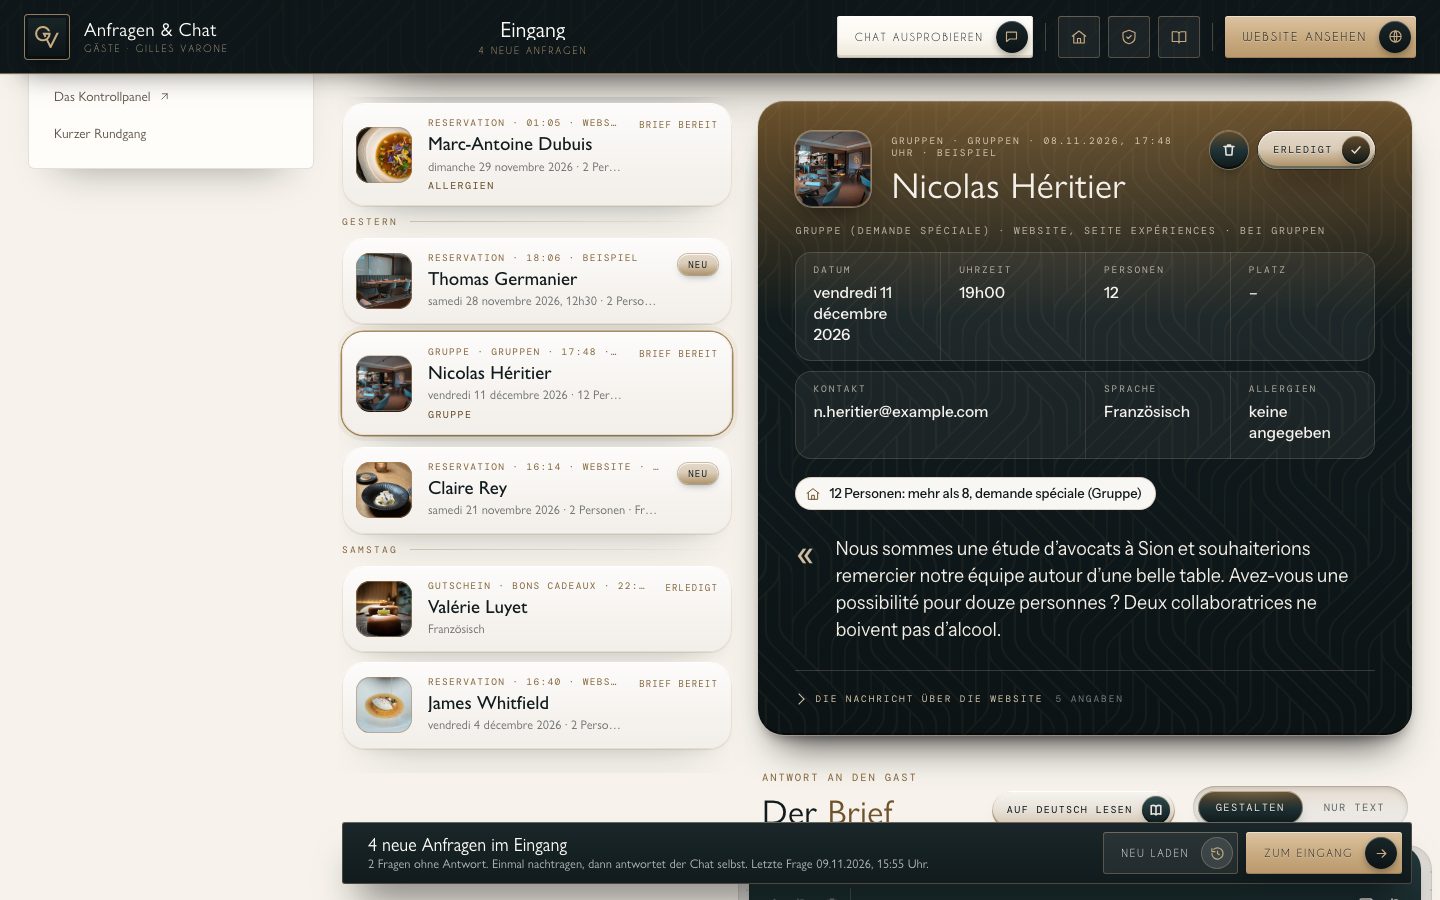 Anfragen & Chat
GÄSTE · GILLES VARONE
Eingang
4 NEUE ANFRAGEN
CHAT AUSPROBIEREN
WEBSITE ANSEHEN
Das Kontrollpanel
Kurzer Rundgang
RESERVATION · 01:05 · WEBS…
BRIEF BEREIT
Marc-Antoine Dubuis
dimanche 29 novembre 2026 · 2 Per…
ALLERGIEN
GESTERN
RESERVATION · 18:06 · BEISPIEL
NEU
Thomas Germanier
samedi 28 novembre 2026, 12h30 · 2 Perso…
GRUPPE · GRUPPEN · 17:48 ·…
BRIEF BEREIT
Nicolas Héritier
vendredi 11 décembre 2026 · 12 Per…
GRUPPE
RESERVATION · 16:14 · WEBSITE · …
NEU
Claire Rey
samedi 21 novembre 2026 · 2 Personen · Fr…
SAMSTAG
GUTSCHEIN · BONS CADEAUX · 22:…
ERLEDIGT
Valérie Luyet
Französisch
RESERVATION · 16:40 · WEBS…
BRIEF BEREIT
James Whitfield
vendredi 4 décembre 2026 · 2 Perso…
GRUPPEN · GRUPPEN · 08.11.2026, 17:48
UHR · BEISPIEL
Nicolas Héritier
ERLEDIGT
GRUPPE (DEMANDE SPÉCIALE) · WEBSITE, SEITE EXPÉRIENCES · BEI GRUPPEN
DATUM
vendredi 11
décembre
2026
UHRZEIT
19h00
PERSONEN
12
PLATZ
–
KONTAKT
n.heritier@example.com
SPRACHE
Französisch
ALLERGIEN
keine
angegeben
12 Personen: mehr als 8, demande spéciale (Gruppe)
« Nous sommes une étude d’avocats à Sion et souhaiterions
remercier notre équipe autour d’une belle table. Avez-vous une
possibilité pour douze personnes ? Deux collaboratrices ne
boivent pas d’alcool.
DIE NACHRICHT ÜBER DIE WEBSITE 5 ANGABEN
ANTWORT AN DEN GAST
Der Brief
AUF DEUTSCH LESEN
GESTALTEN
NUR TEXT
4 neue Anfragen im Eingang
2 Fragen ohne Antwort. Einmal nachtragen, dann antwortet der Chat selbst. Letzte Frage 09.11.2026, 15:55 Uhr.
NEU LADEN
ZUM EINGANG